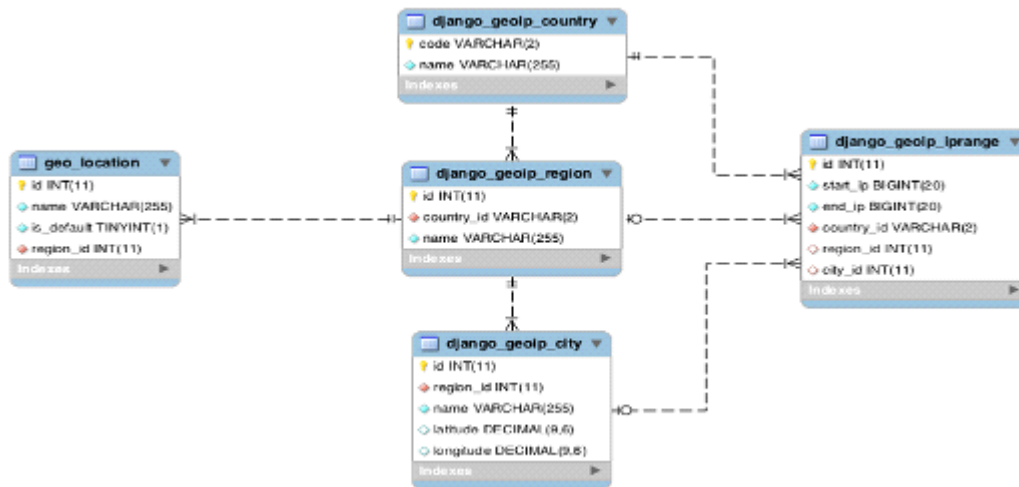 django_geoip_country
code VARCHAR(2)
name VARCHAR(255)
Indexes
geo_location
id INT(11)
name VARCHAR(255)
is_default TINYINT(1)
region_id INT(11)
Indexes
django_geoip_region
id INT(11)
country_id VARCHAR(2)
name VARCHAR(255)
Indexes
django_geoip_iprange
id INT(11)
start_ip BIGINT(20)
end_ip BIGINT(20)
country_id VARCHAR(2)
region_id INT(11)
city_id INT(11)
Indexes
django_geoip_city
id INT(11)
region_id INT(11)
name VARCHAR(255)
latitude DECIMAL(9,6)
longitude DECIMAL(9,6)
Indexes